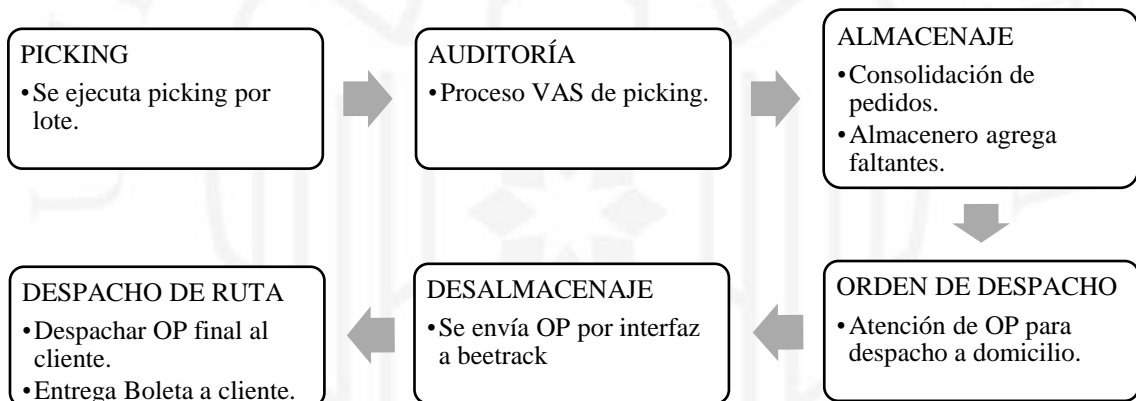 PICKING
•Se ejecuta picking por
lote.
AUDITORÍA
•Proceso VAS de picking.
ALMACENAJE
•Consolidación de
pedidos.
•Almacenero agrega
faltantes.
ORDEN DE DESPACHO
•Atención de OP para
despacho a domicilio.
DESALMACENAJE
•Se envía OP por interfaz
a beetrack
DESPACHO DE RUTA
•Despachar OP final al
cliente.
•Entrega Boleta a cliente.